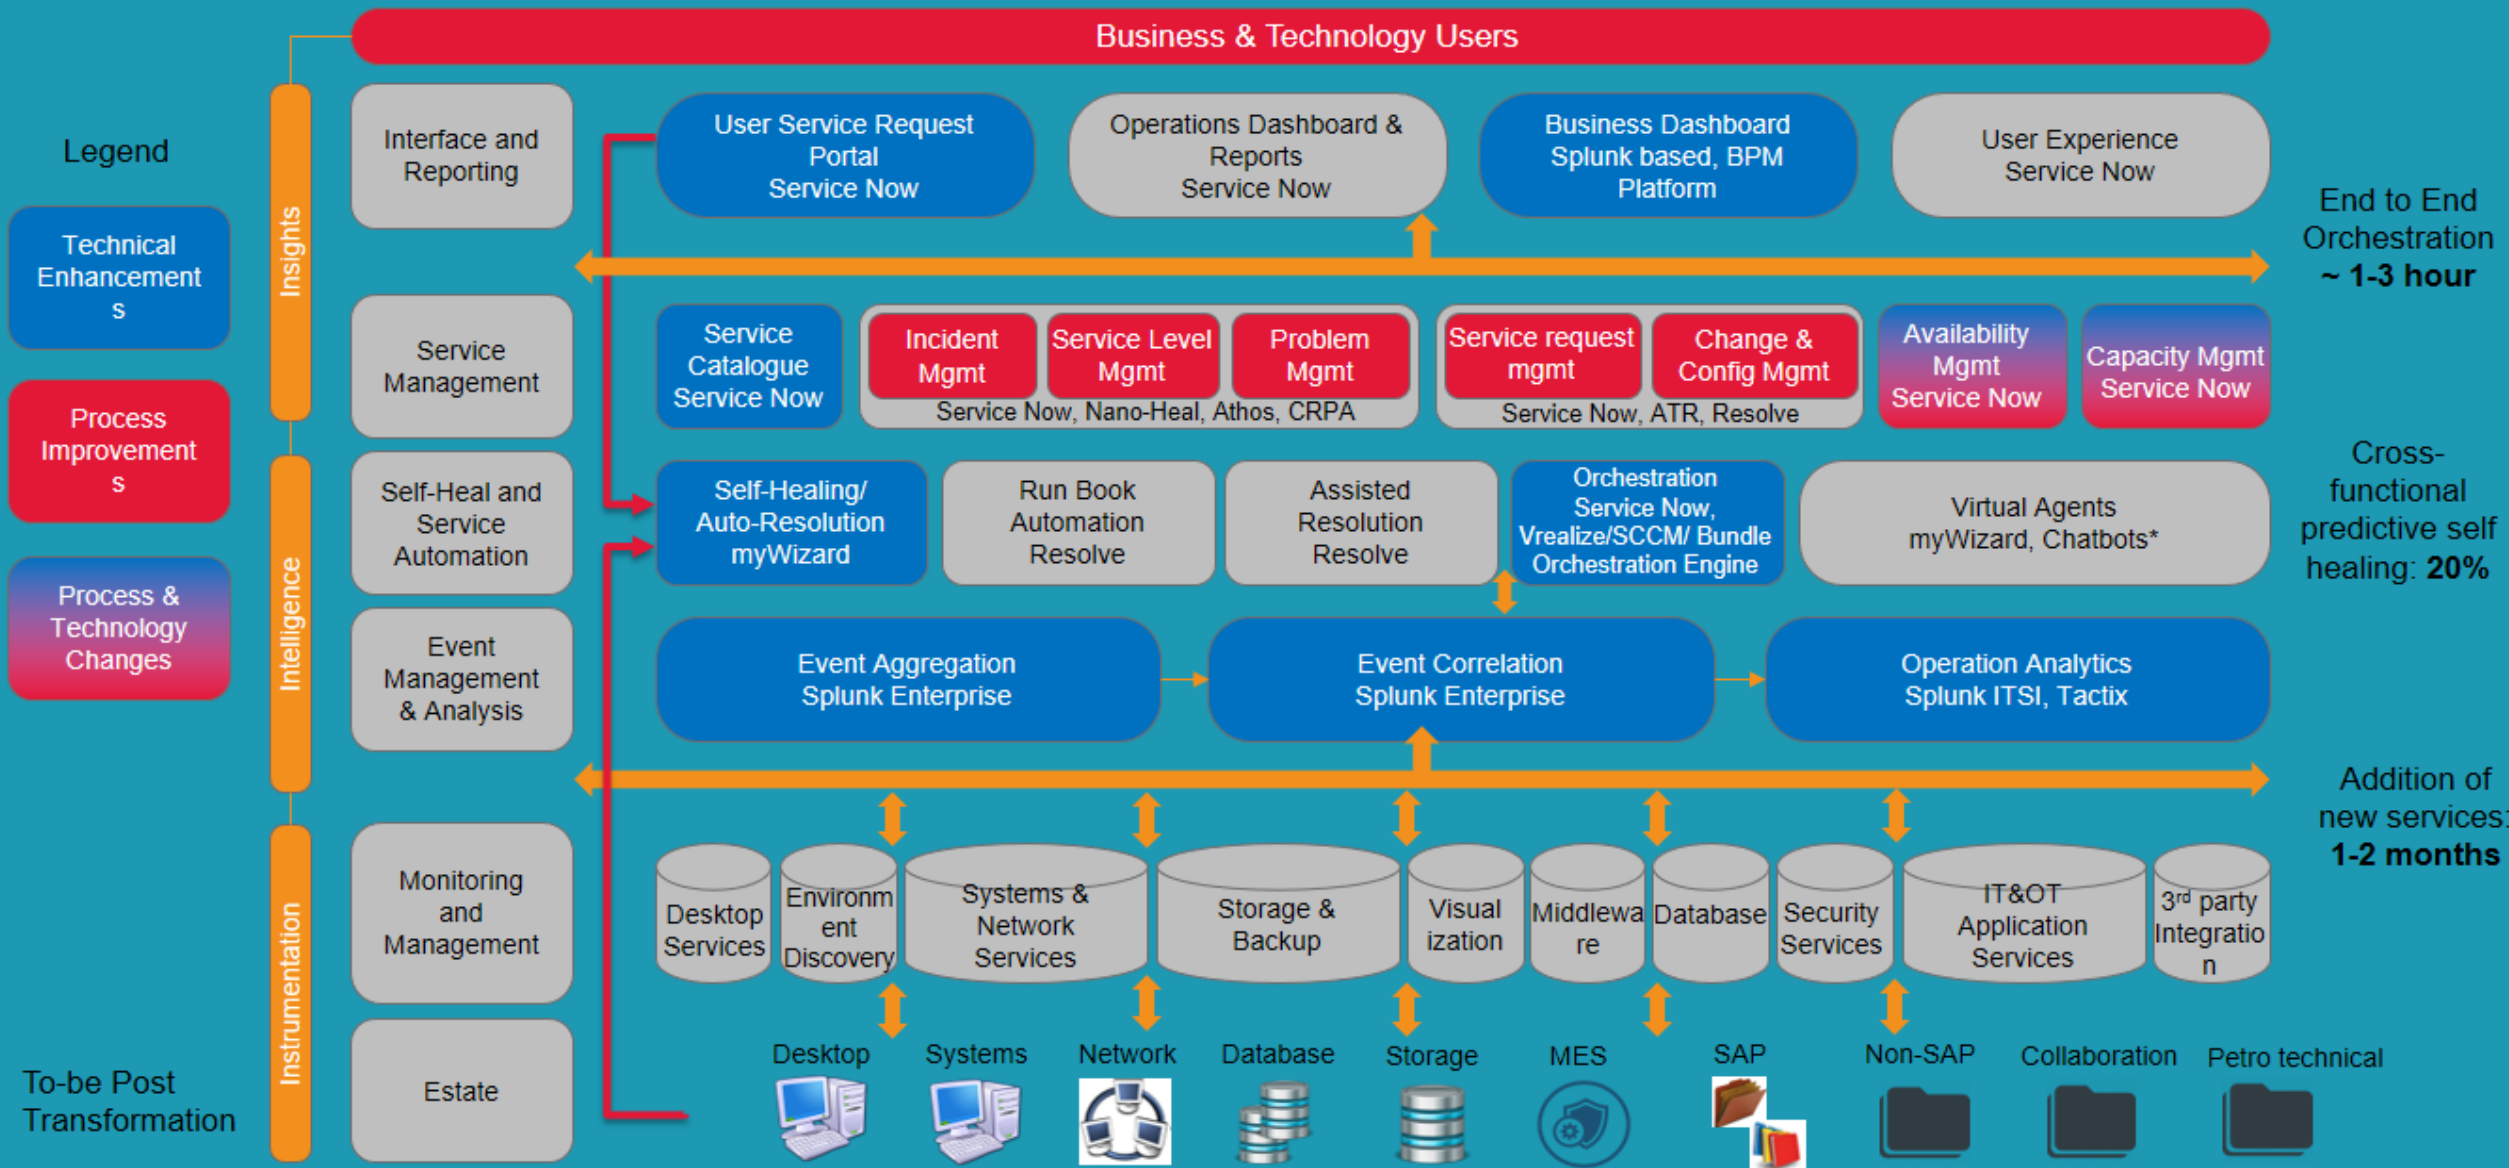 Business & Technology Users
Legend
Technical
Enhancement
s
Process
Improvement
s
Process &
Technology
Changes
To-be Post
Transformation
Insights
Intelligence
Instrumentation
Interface and
Reporting
User Service Request
Portal
Service Now
Operations Dashboard &
Reports
Service Now
Business Dashboard
Splunk based, BPM
Platform
User Experience
Service Now
End to End
Orchestration
~ 1-3 hour
Service
Management
Service
Catalogue
Service Now
Incident
Mgmt
Service Level
Mgmt
Problem
Mgmt
Service Now, Nano-Heal, Athos, CRPA
Service request
mgmt
Change &
Config Mgmt
Service Now, ATR, Resolve
Availability
Mgmt
Service Now
Capacity Mgmt
Service Now
Self-Heal and
Service
Automation
Self-Healing/
Auto-Resolution
myWizard
Run Book
Automation
Resolve
Assisted
Resolution
Resolve
Orchestration
Service Now,
Vrealize/SCCM/ Bundle
Orchestration Engine
Virtual Agents
myWizard, Chatbots*
Cross-
functional
predictive self
healing: 20%
Event
Management
& Analysis
Event Aggregation
Splunk Enterprise
Event Correlation
Splunk Enterprise
Operation Analytics
Splunk ITSI, Tactix
Addition of
new services:
1-2 months
Monitoring
and
Management
Desktop
Services
Environm
ent
Discovery
Systems &
Network
Services
Storage &
Backup
Visual
ization
Middlewa
re
Database
Security
Services
IT&OT
Application
Services
3rd party
Integratio
n
Estate
Desktop
Systems
Network
Database
Storage
MES
SAP
Non-SAP
Collaboration
Petro technical